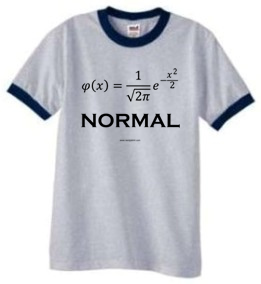 φ(x) = 1/√2π e^-x²/2
NORMAL